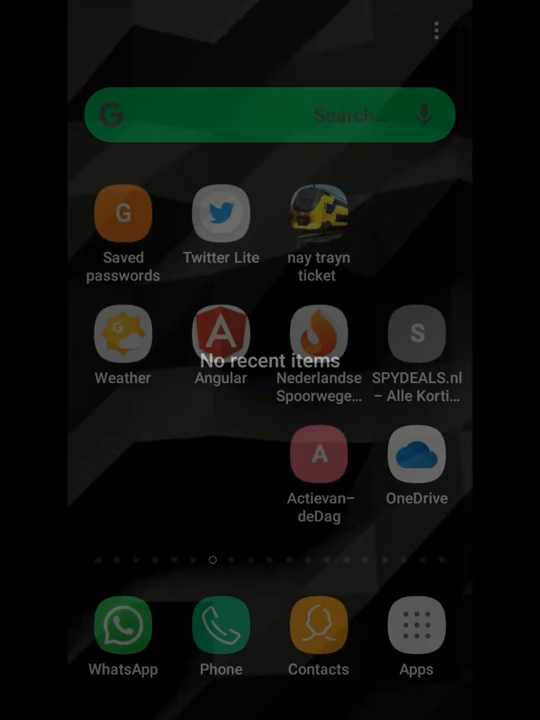 G Search...
G
Saved
passwords
Twitter Lite
nay trayn
ticket
G
Weather
A
Angular
No recent items
Nederlandse
Spoorwege...
S
SPYDEALS.nl
– Alle Korti...
A
Actievan–
deDag
OneDrive
WhatsApp
Phone
Contacts
Apps